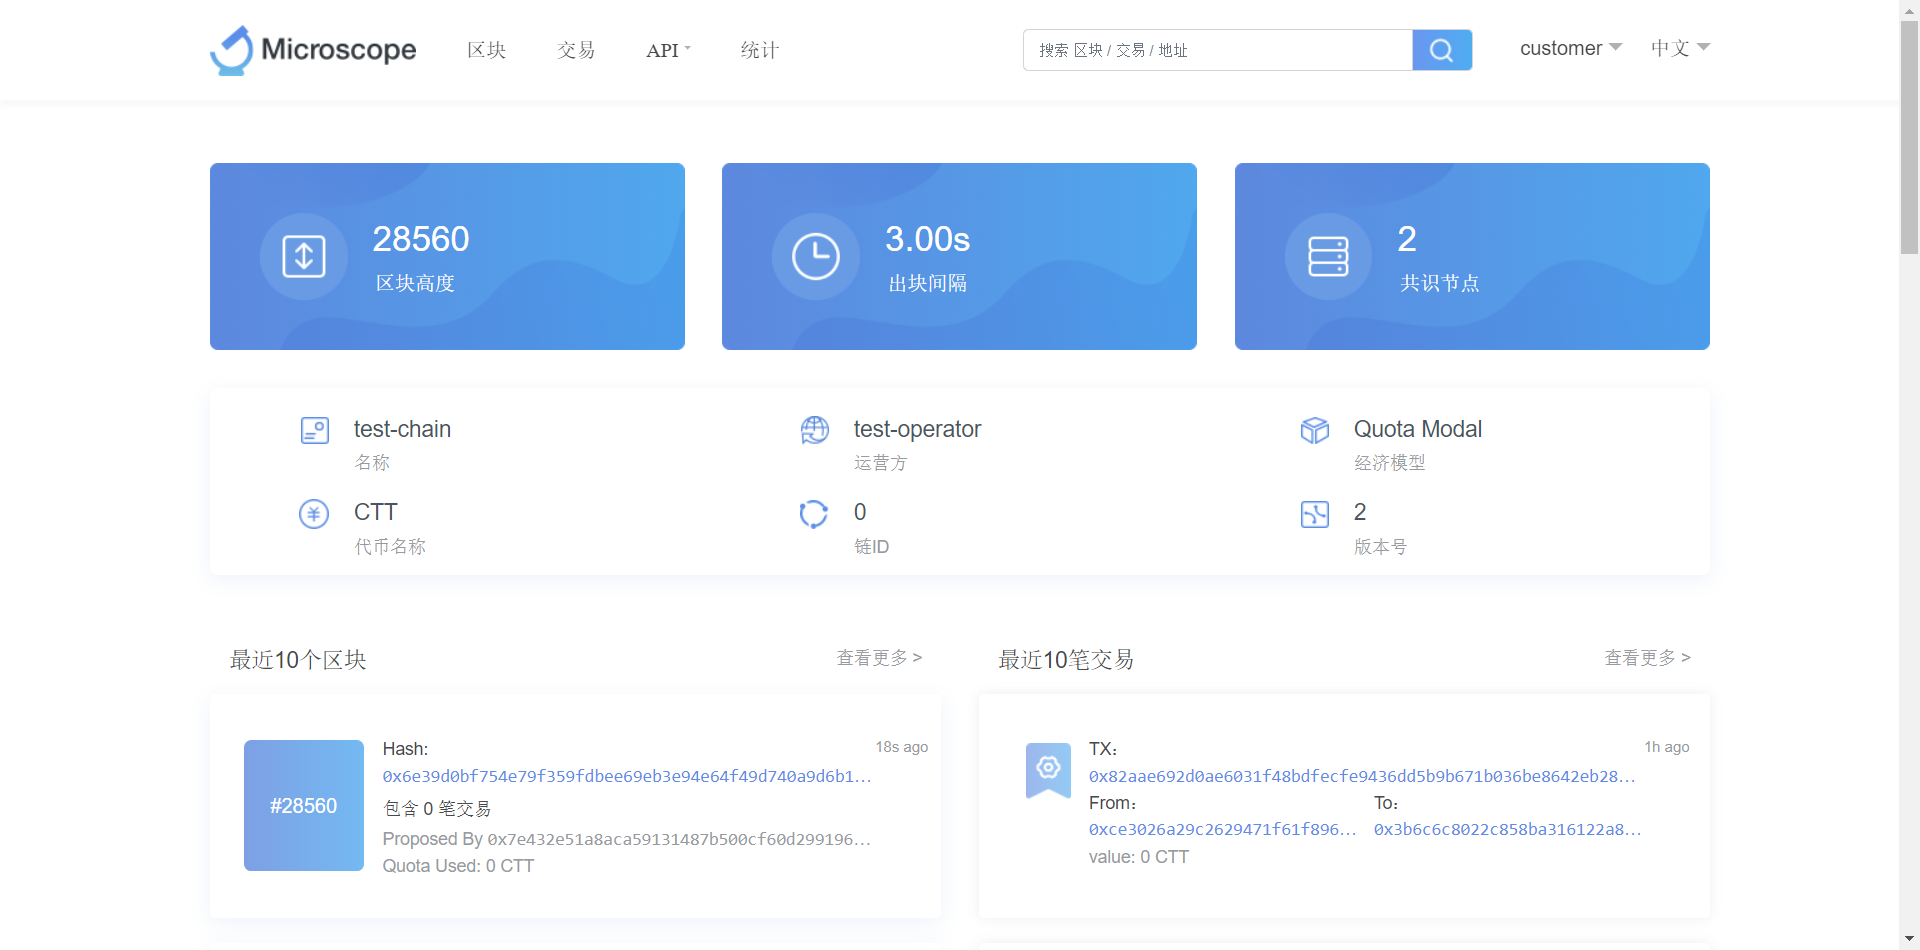 Microscope 区块 交易 API 统计 搜索 区块 / 交易 / 地址 customer 中文
28560
区块高度
3.00s
出块间隔
2
共识节点
test-chain
名称
test-operator
运营方
Quota Modal
经济模型
CTT
代币名称
0
链ID
2
版本号
最近10个区块 查看更多 >
#28560
Hash: 18s ago
0x6e39d0bf754e79f359fdbee69eb3e94e64f49d740a9d6b1...
包含 0 笔交易
Proposed By 0x7e432e51a8aca59131487b500cf60d299196...
Quota Used: 0 CTT
最近10笔交易 查看更多 >
TX: 1h ago
0x82aae692d0ae6031f48bdfecfe9436dd5b9b671b036be8642eb28...
From: To:
0xce3026a29c2629471f61f896... 0x3b6c6c8022c858ba316122a8...
value: 0 CTT